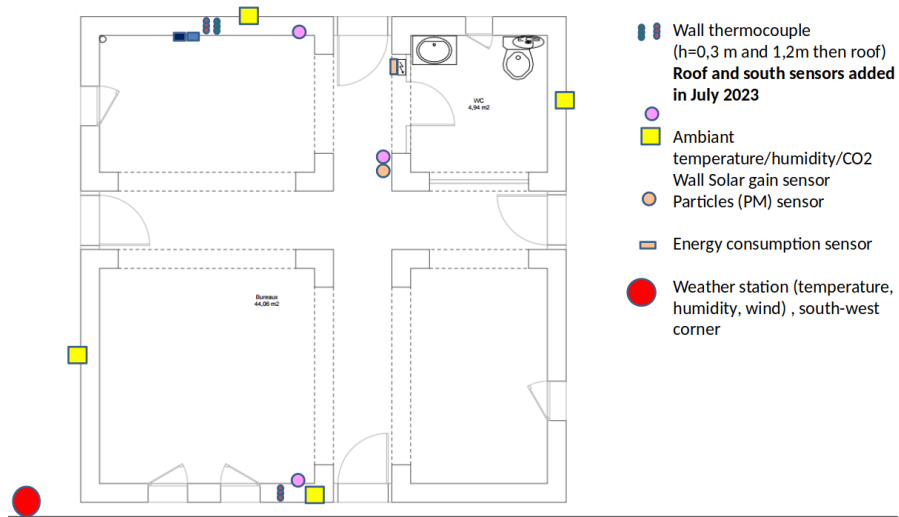 Wall thermocouple
(h=0,3 m and 1,2m then roof)
Roof and south sensors added
in July 2023
Ambiant
temperature/humidity/CO2
Wall Solar gain sensor
Particles (PM) sensor
Energy consumption sensor
Weather station (temperature,
humidity, wind) , south-west
corner
WC
4,94 m2
Bureaux
44,06 m2